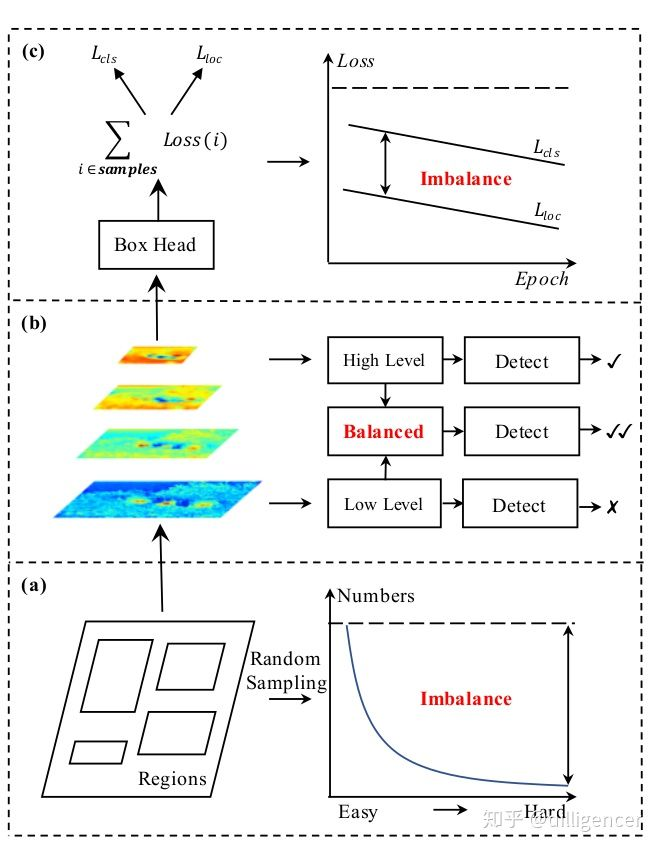 (c)
L_cls
L_loc
∑ Loss(i)
i∈samples
Box Head
Loss
L_cls
Imbalance
L_loc
Epoch
(b)
High Level
Detect
✓
Balanced
Detect
✓✓
Low Level
Detect
✗
(a)
Regions
Random
Sampling
Numbers
Imbalance
Easy
Hard
知乎 @dilligencer